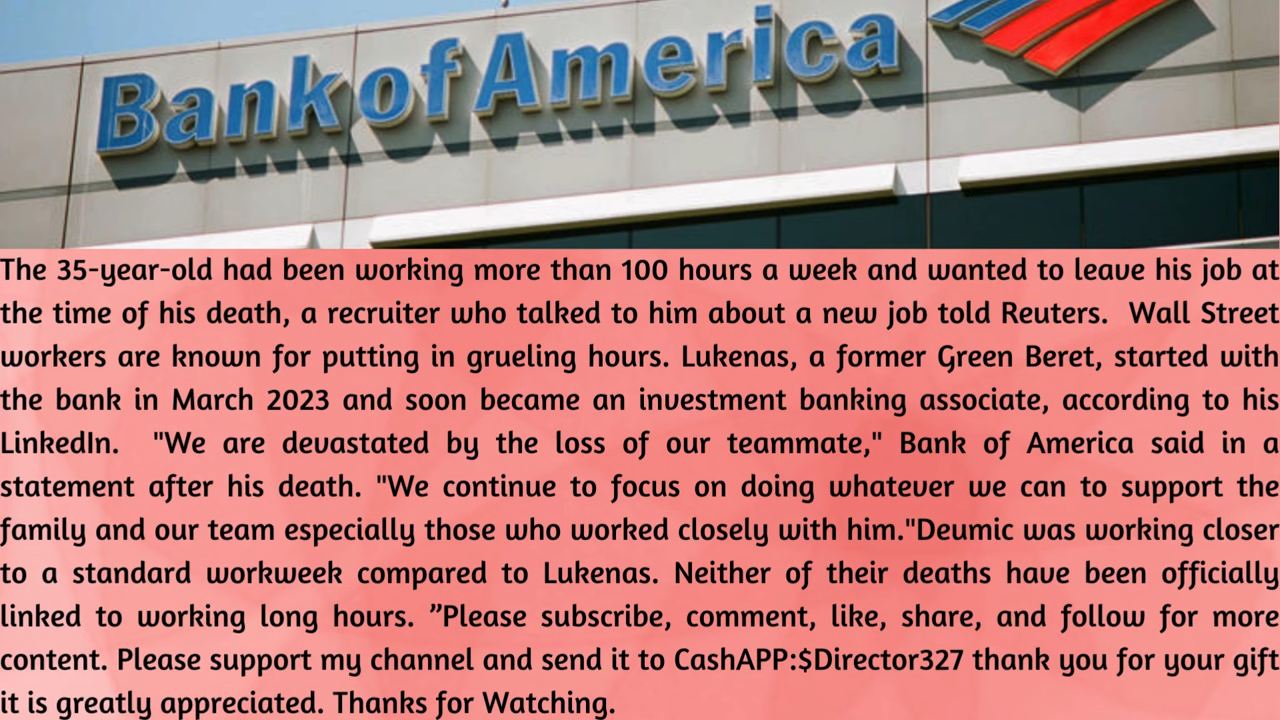 Bank of America
The 35-year-old had been working more than 100 hours a week and wanted to leave his job at
the time of his death, a recruiter who talked to him about a new job told Reuters.  Wall Street
workers are known for putting in grueling hours. Lukenas, a former Green Beret, started with
the bank in March 2023 and soon became an investment banking associate, according to his
LinkedIn.  "We are devastated by the loss of our teammate," Bank of America said in a
statement after his death. "We continue to focus on doing whatever we can to support the
family and our team especially those who worked closely with him."Deumic was working closer
to a standard workweek compared to Lukenas. Neither of their deaths have been officially
linked to working long hours. ”Please subscribe, comment, like, share, and follow for more
content. Please support my channel and send it to CashAPP:$Director327 thank you for your gift
it is greatly appreciated. Thanks for Watching.